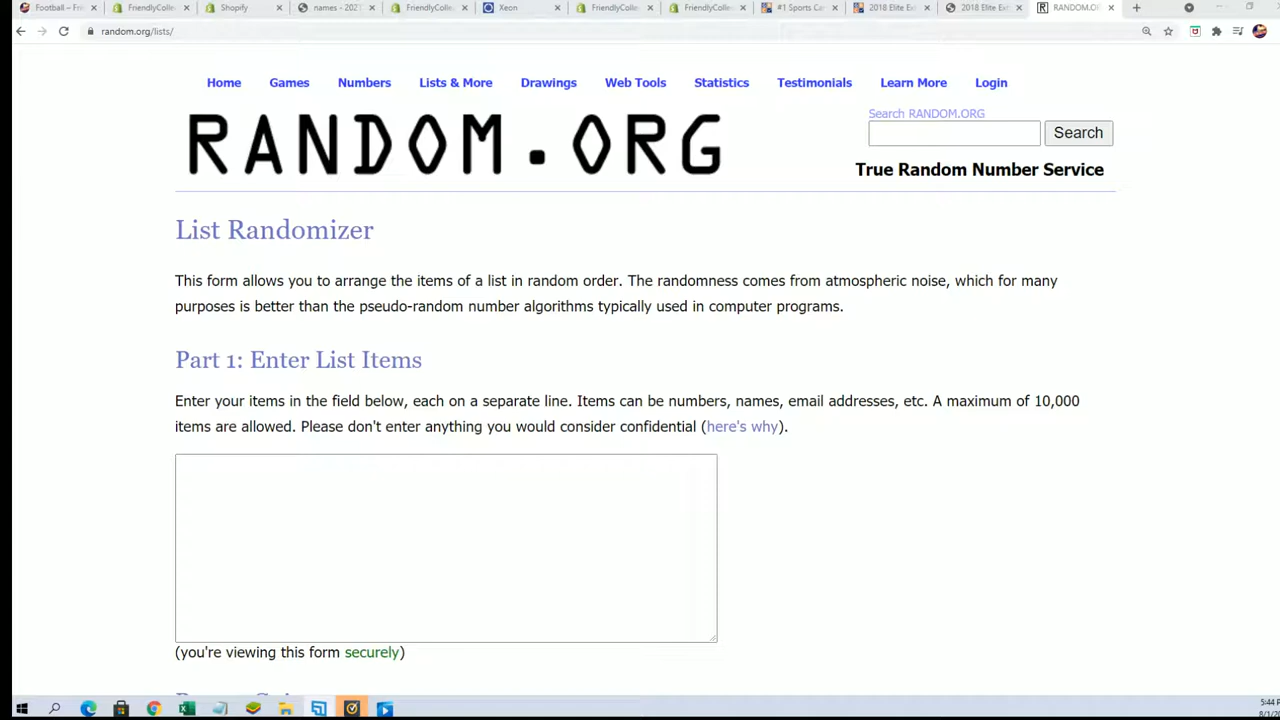 Football – Fri
FriendlyColle
Shopify
names - 2021
FriendlyColle
Xeon
FriendlyColle
FriendlyColle
#1 Sports Ca
2018 Elite Ex
2018 Elite Ex
RANDOM.O
random.org/lists/
Home Games Numbers Lists & More Drawings Web Tools Statistics Testimonials Learn More Login
RANDOM.ORG
Search RANDOM.ORG
Search
True Random Number Service
List Randomizer
This form allows you to arrange the items of a list in random order. The randomness comes from atmospheric noise, which for many
purposes is better than the pseudo-random number algorithms typically used in computer programs.
Part 1: Enter List Items
Enter your items in the field below, each on a separate line. Items can be numbers, names, email addresses, etc. A maximum of 10,000
items are allowed. Please don't enter anything you would consider confidential (here's why).
(you're viewing this form securely)
5:44